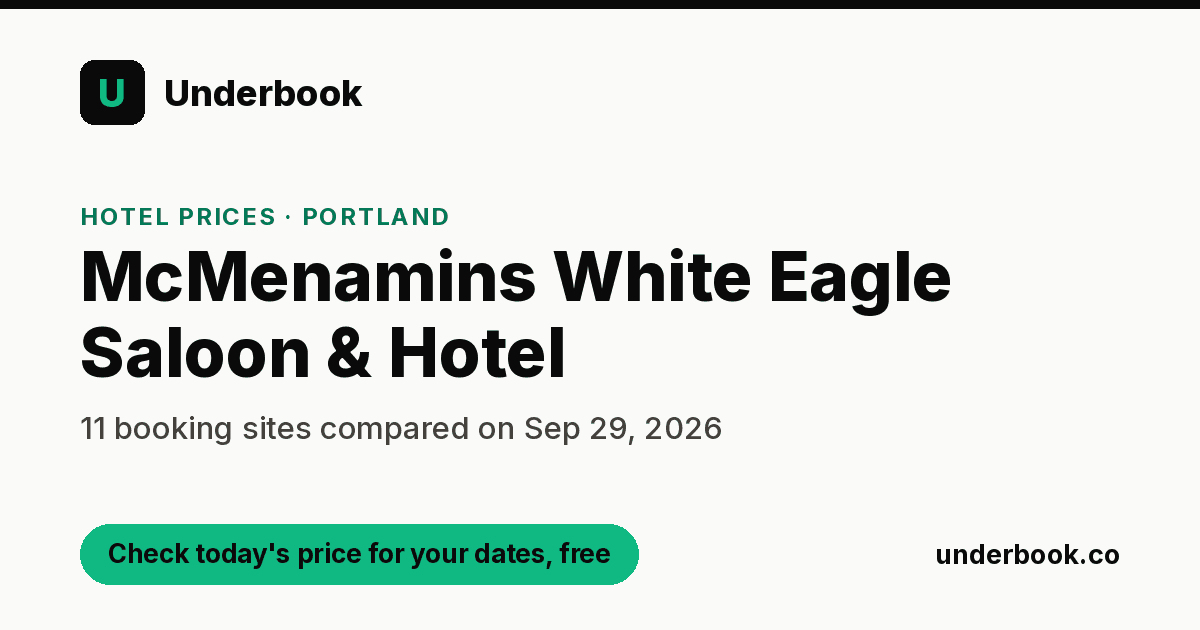 U Underbook
HOTEL PRICES · PORTLAND
McMenamins White Eagle
Saloon & Hotel
11 booking sites compared on Sep 29, 2026
Check today's price for your dates, free
underbook.co